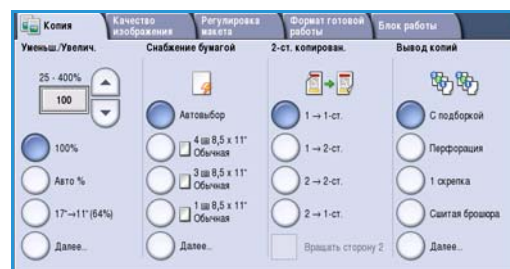 Копия
Качество
изображения
Регулировка
макета
Формат готовой
работы
Блок работы
Уменьш./Увелич.
25 - 400%
100
100%
Авто %
17"→11" (64%)
Далее...
Снабжение бумагой
Автовыбор
4 8,5 x 11"
Обычная
3 8,5 x 11"
Обычная
1 8,5 x 11"
Обычная
Далее...
2-ст. копирован.
1 → 1-ст.
1 → 2-ст.
2 → 2-ст.
2 → 1-ст.
Вращать сторону 2
Вывод копий
С подборкой
Перфорация
1 скрепка
Сшитая брошюра
Далее...